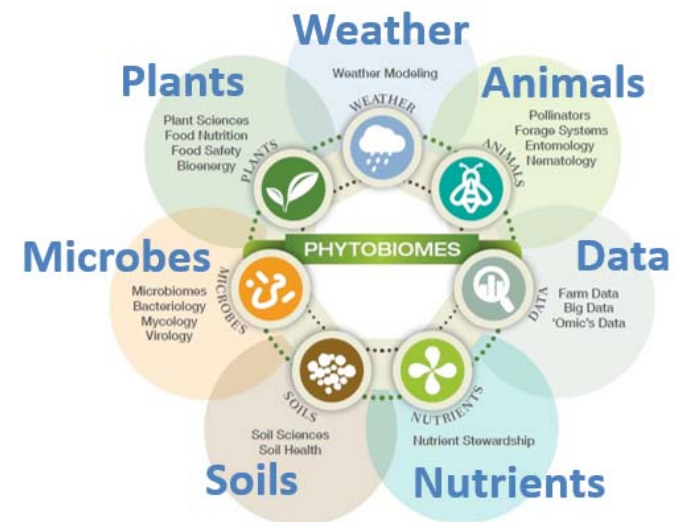 Weather
Weather Modeling
WEATHER
Plants
Plant Sciences
Food Nutrition
Food Safety
Bioenergy
PLANTS
Animals
Pollinators
Forage Systems
Entomology
Nematology
ANIMALS
PHYTOBIOMES
Microbes
Microbiomes
Bacteriology
Mycology
Virology
MICROBES
Data
Farm Data
Big Data
'Omic's Data
DATA
SOILS
Soil Sciences
Soil Health
Soils
NUTRIENTS
Nutrient Stewardship
Nutrients